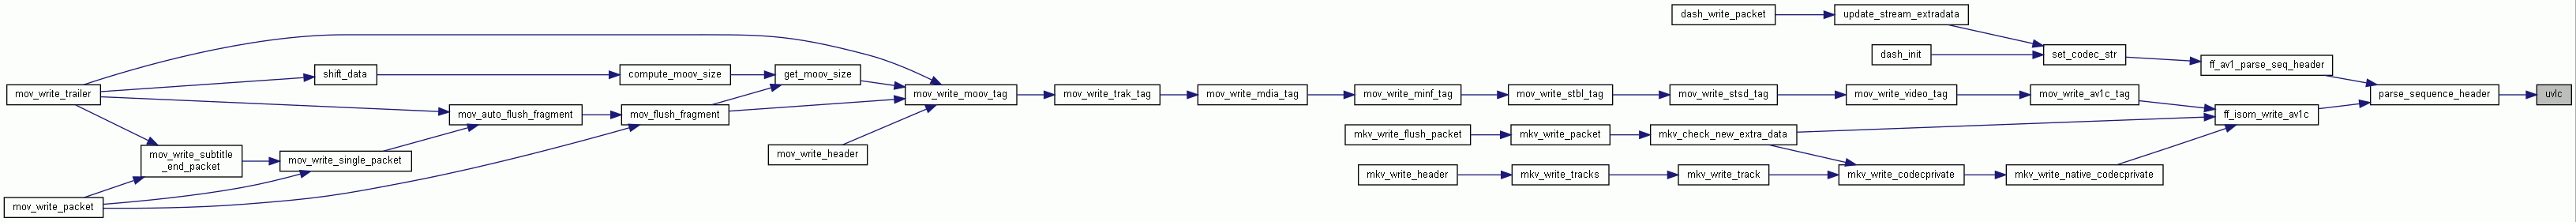 dash_write_packet
update_stream_extradata
dash_init
set_codec_str
ff_av1_parse_seq_header
shift_data
compute_moov_size
get_moov_size
mov_write_trailer
mov_write_moov_tag
mov_write_trak_tag
mov_write_mdia_tag
mov_write_minf_tag
mov_write_stbl_tag
mov_write_stsd_tag
mov_write_video_tag
mov_write_av1c_tag
parse_sequence_header
uvlc
mov_auto_flush_fragment
mov_flush_fragment
ff_isom_write_av1c
mkv_write_flush_packet
mkv_write_packet
mkv_check_new_extra_data
mov_write_header
mov_write_subtitle
_end_packet
mov_write_single_packet
mkv_write_header
mkv_write_tracks
mkv_write_track
mkv_write_codecprivate
mkv_write_native_codecprivate
mov_write_packet